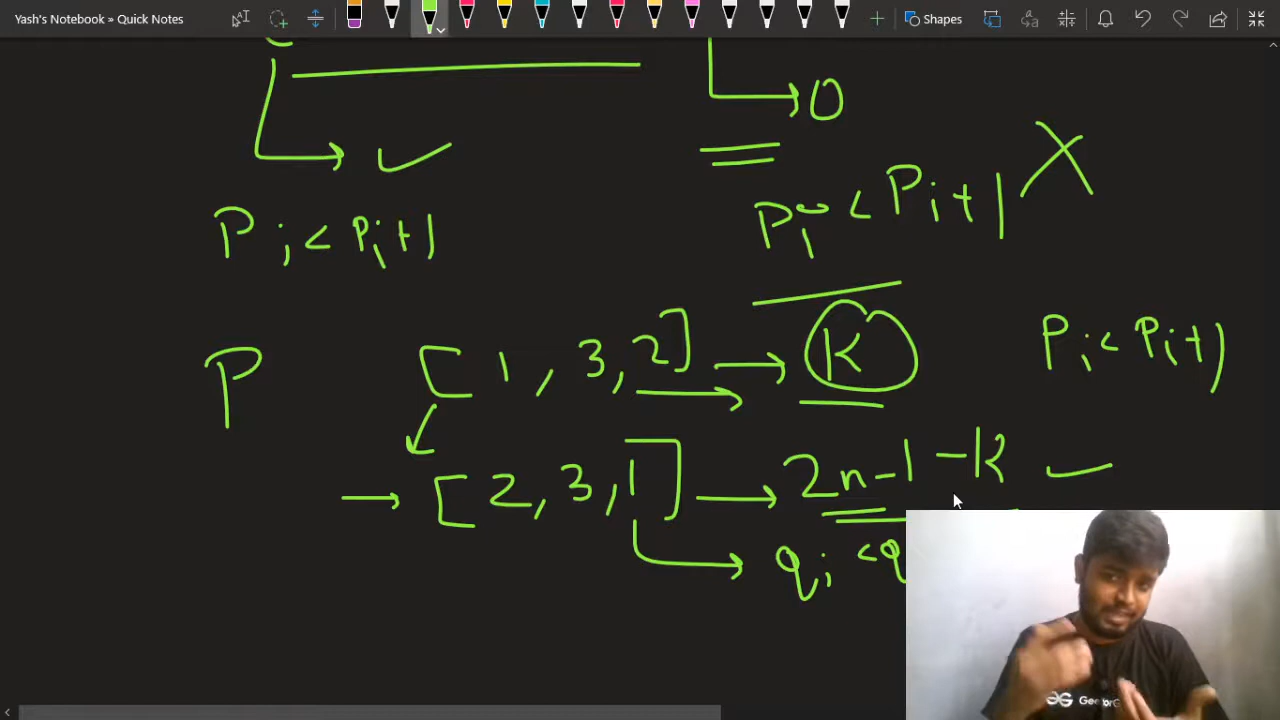 Yash's Notebook » Quick Notes
Shapes
0
Pi < Pi+1
Pi < Pi+1 X
P [1, 3, 2] → K
Pi < Pi+1
→ [2, 3, 1] → 2n-1-K
qi < q